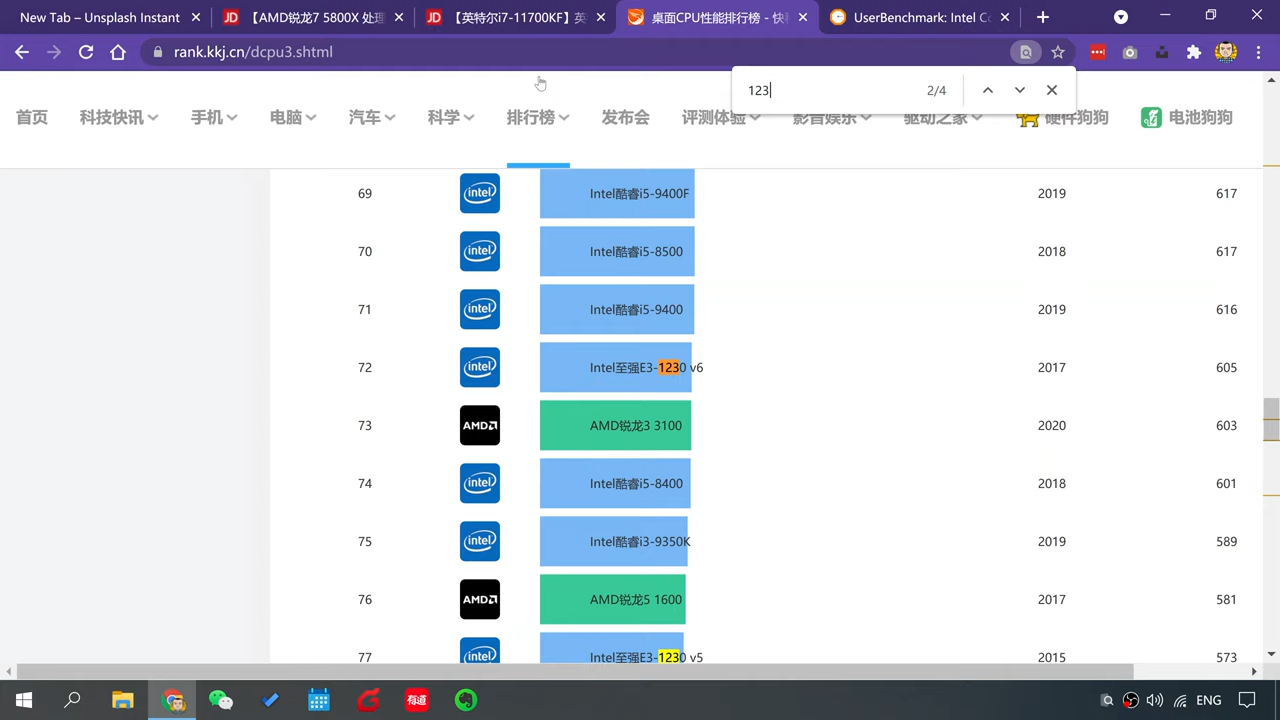 New Tab – Unsplash Instant
【AMD锐龙7 5800X 处理
【英特尔i7-11700KF】英
桌面CPU性能排行榜 - 快
UserBenchmark: Intel Co
rank.kkj.cn/dcpu3.shtml
123
2/4
首页
科技快讯
手机
电脑
汽车
科学
排行榜
发布会
评测体验
影音娱乐
驱动之家
硬件狗狗
电池狗狗
69 intel Intel酷睿i5-9400F 2019 617
70 intel Intel酷睿i5-8500 2018 617
71 intel Intel酷睿i5-9400 2019 616
72 intel Intel至强E3-1230 v6 2017 605
73 AMD AMD锐龙3 3100 2020 603
74 intel Intel酷睿i5-8400 2018 601
75 intel Intel酷睿i3-9350K 2019 589
76 AMD AMD锐龙5 1600 2017 581
77 intel Intel至强E3-1230 v5 2015 573
有道
ENG